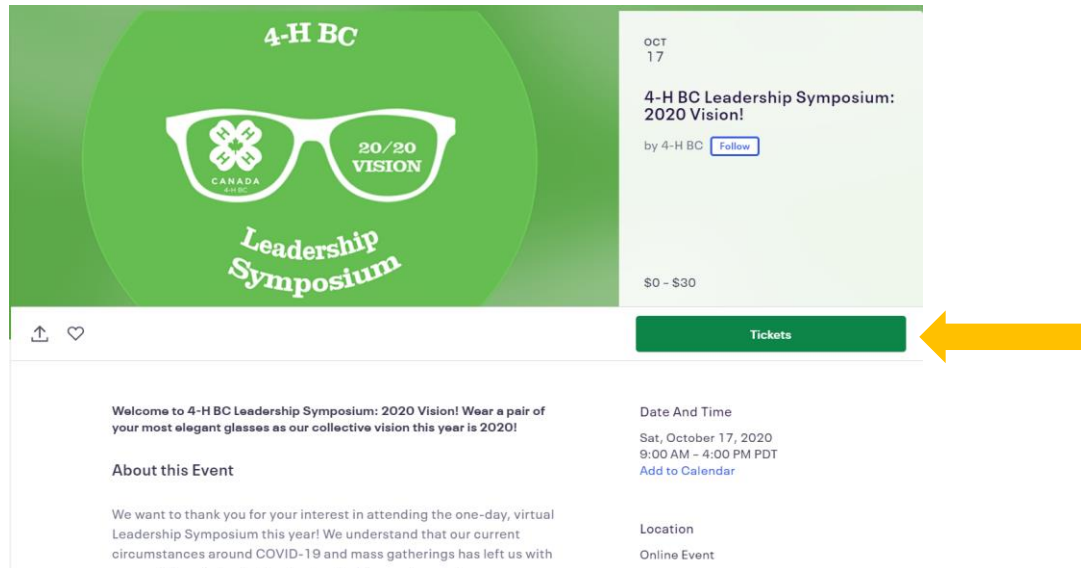 4-H BC
H H
H H
CANADA
4-H BC
20/20
VISION
Leadership
Symposium
OCT
17
4-H BC Leadership Symposium:
2020 Vision!
by 4-H BC Follow
$0 – $30
Tickets
Welcome to 4-H BC Leadership Symposium: 2020 Vision! Wear a pair of
your most elegant glasses as our collective vision this year is 2020!
About this Event
We want to thank you for your interest in attending the one-day, virtual
Leadership Symposium this year! We understand that our current
circumstances around COVID-19 and mass gatherings has left us with
Date And Time
Sat, October 17, 2020
9:00 AM – 4:00 PM PDT
Add to Calendar
Location
Online Event